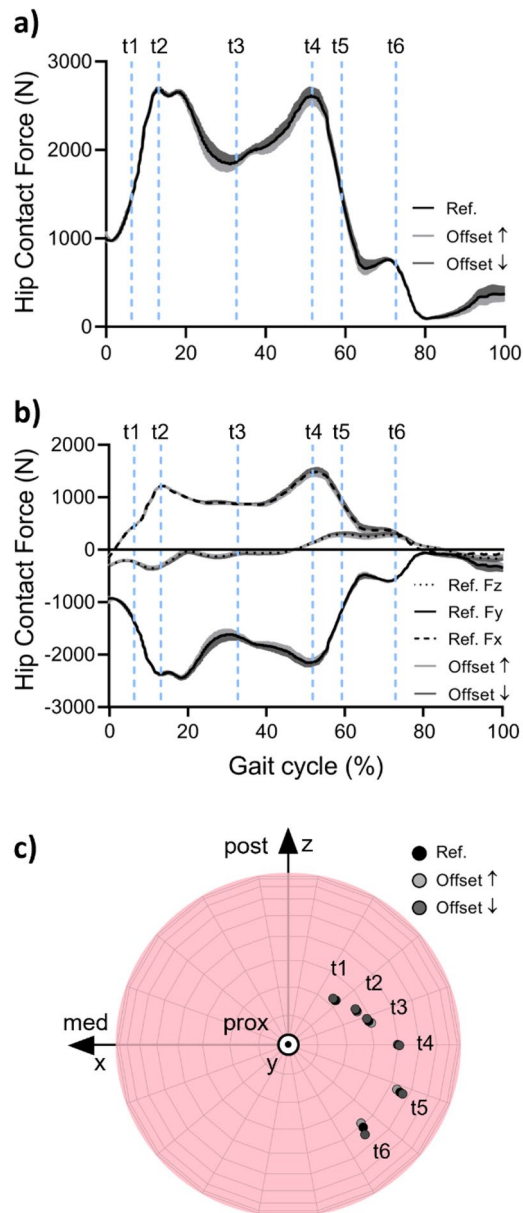 a)
t1 t2 t3 t4 t5 t6
Hip Contact Force (N)
3000
2000
1000
0
Ref.
Offset ↑
Offset ↓
0 20 40 60 80 100
b)
t1 t2 t3 t4 t5 t6
Hip Contact Force (N)
2000
1000
0
-1000
-2000
-3000
Ref. Fz
Ref. Fy
Ref. Fx
Offset ↑
Offset ↓
0 20 40 60 80 100
Gait cycle (%)
c)
post z
Ref.
Offset ↑
Offset ↓
t1
t2
t3
med prox t4
x y
t5
t6